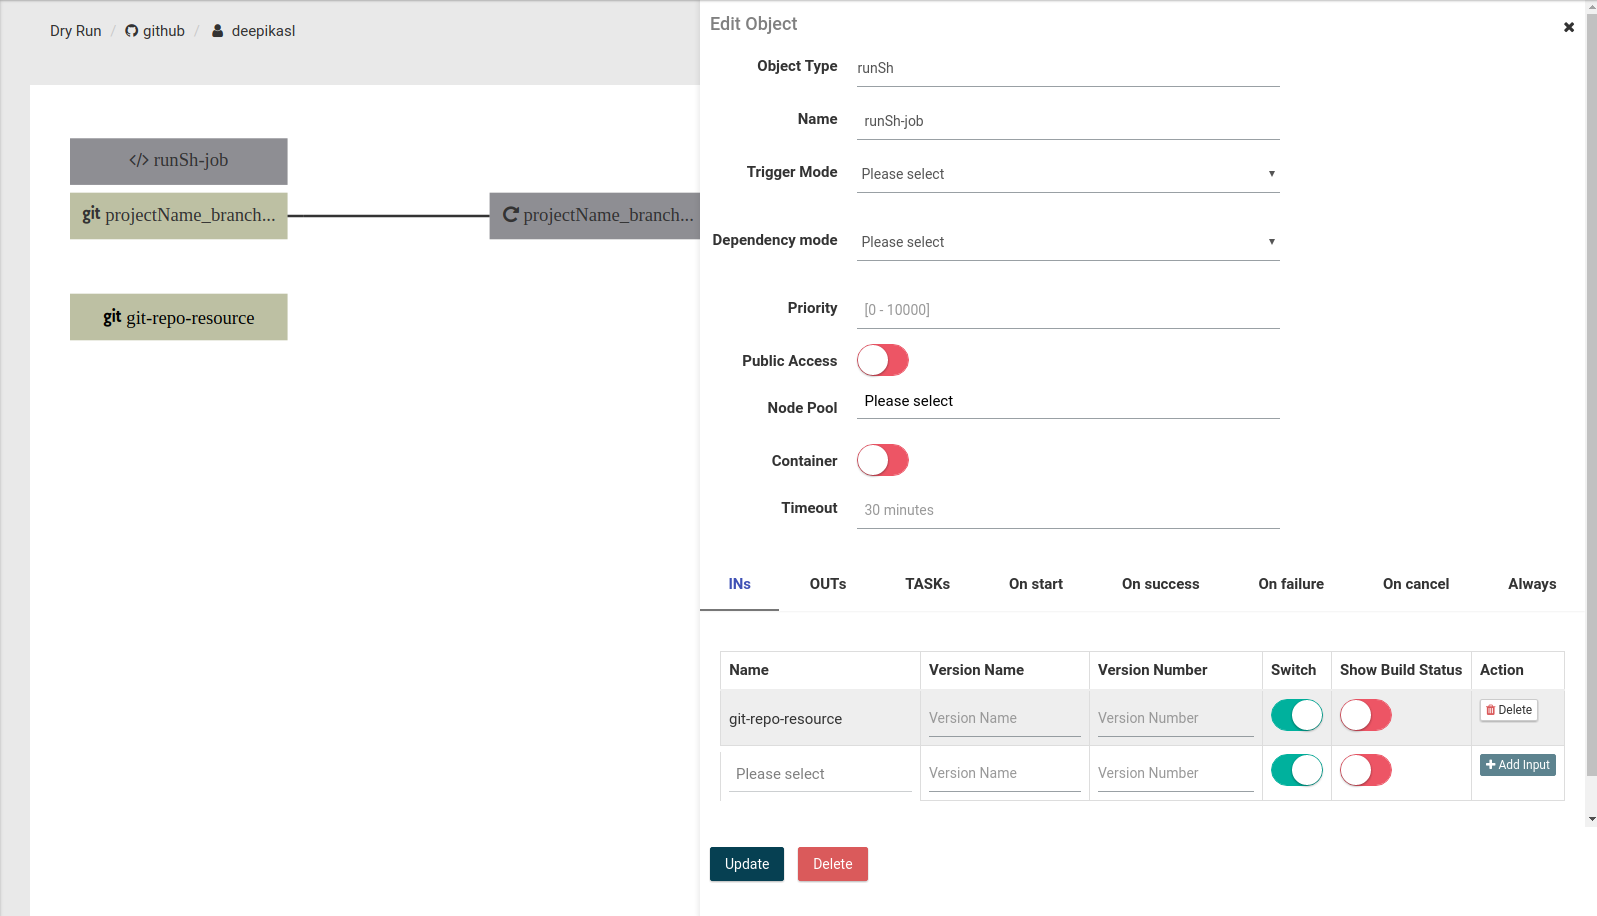 Dry Run / github / deepikasl
</> runSh-job
git projectName_branch...
projectName_branch...
git git-repo-resource
Edit Object
Object Type runSh
Name runSh-job
Trigger Mode Please select
Dependency mode Please select
Priority [0 - 10000]
Public Access
Node Pool Please select
Container
Timeout 30 minutes
INs OUTs TASKs On start On success On failure On cancel Always
Name Version Name Version Number Switch Show Build Status Action
git-repo-resource Version Name Version Number Delete
Please select Version Name Version Number + Add Input
Update Delete